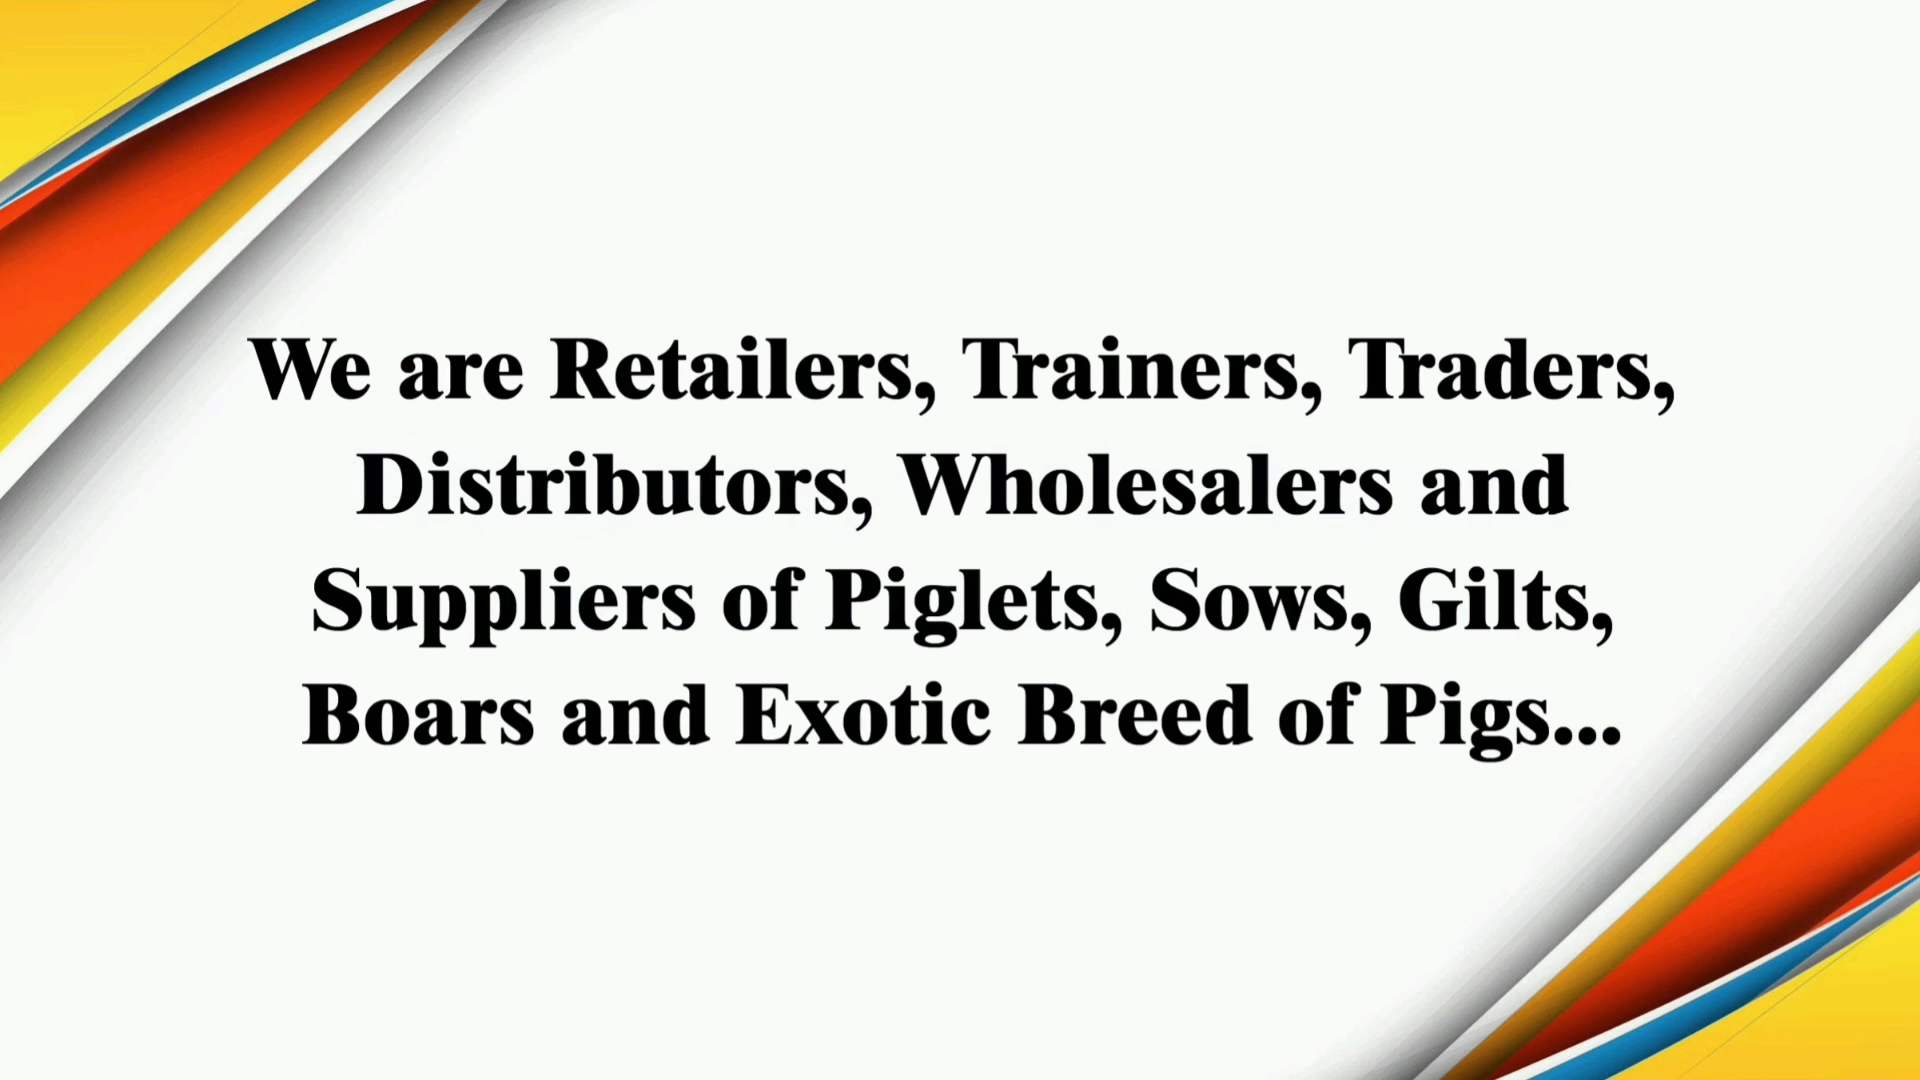 We are Retailers, Trainers, Traders,
Distributors, Wholesalers and
Suppliers of Piglets, Sows, Gilts,
Boars and Exotic Breed of Pigs...